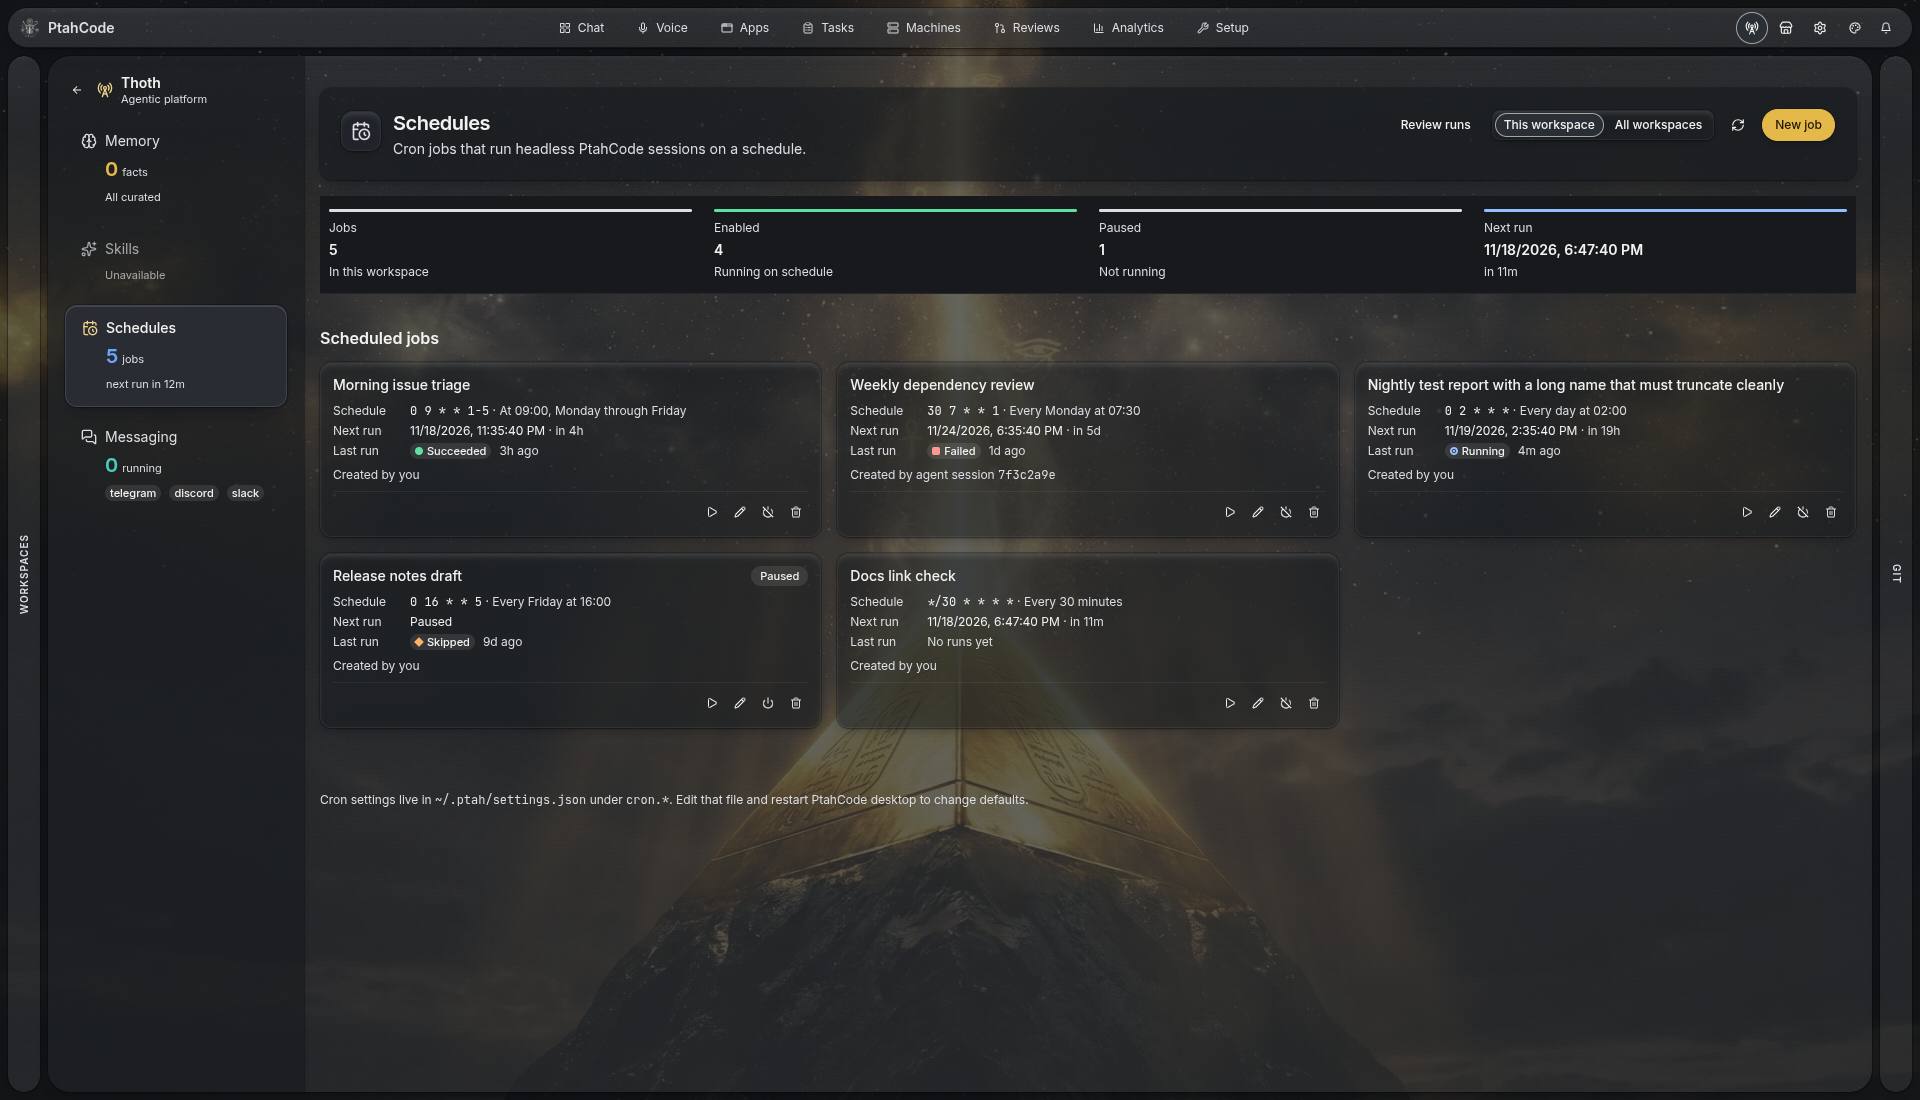 PtahCode
Chat
Voice
Apps
Tasks
Machines
Reviews
Analytics
Setup
WORKSPACES
Thoth
Agentic platform
Memory
0 facts
All curated
Skills
Unavailable
Schedules
5 jobs
next run in 12m
Messaging
0 running
telegram discord slack
Schedules
Cron jobs that run headless PtahCode sessions on a schedule.
Review runs
This workspace
All workspaces
New job
Jobs
5
In this workspace
Enabled
4
Running on schedule
Paused
1
Not running
Next run
11/18/2026, 6:47:40 PM
in 11m
Scheduled jobs
Morning issue triage
Schedule 0 9 * * 1-5 · At 09:00, Monday through Friday
Next run 11/18/2026, 11:35:40 PM · in 4h
Last run Succeeded 3h ago
Created by you
Weekly dependency review
Schedule 30 7 * * 1 · Every Monday at 07:30
Next run 11/24/2026, 6:35:40 PM · in 5d
Last run Failed 1d ago
Created by agent session 7f3c2a9e
Nightly test report with a long name that must truncate cleanly
Schedule 0 2 * * * · Every day at 02:00
Next run 11/19/2026, 2:35:40 PM · in 19h
Last run Running 4m ago
Created by you
Release notes draft
Paused
Schedule 0 16 * * 5 · Every Friday at 16:00
Next run Paused
Last run Skipped 9d ago
Created by you
Docs link check
Schedule */30 * * * * · Every 30 minutes
Next run 11/18/2026, 6:47:40 PM · in 11m
Last run No runs yet
Created by you
Cron settings live in ~/.ptah/settings.json under cron.*. Edit that file and restart PtahCode desktop to change defaults.
GIT